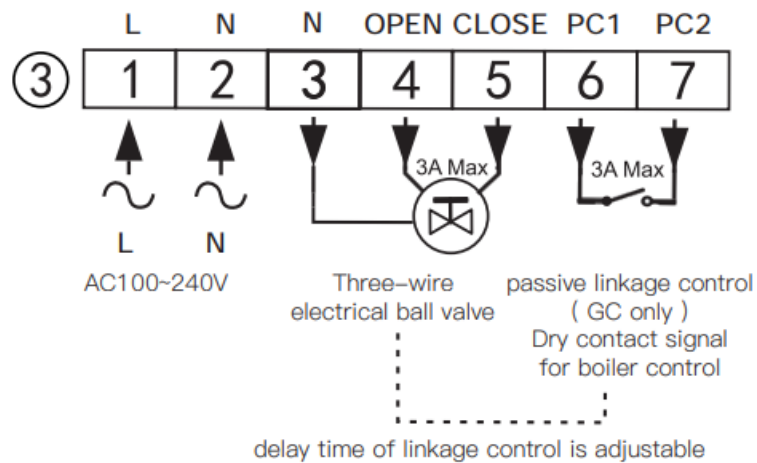 L N N OPEN CLOSE PC1 PC2
③ 1 2 3 4 5 6 7
3A Max 3A Max
L N
AC100~240V
Three-wire
electrical ball valve
passive linkage control
( GC only )
Dry contact signal
for boiler control
delay time of linkage control is adjustable